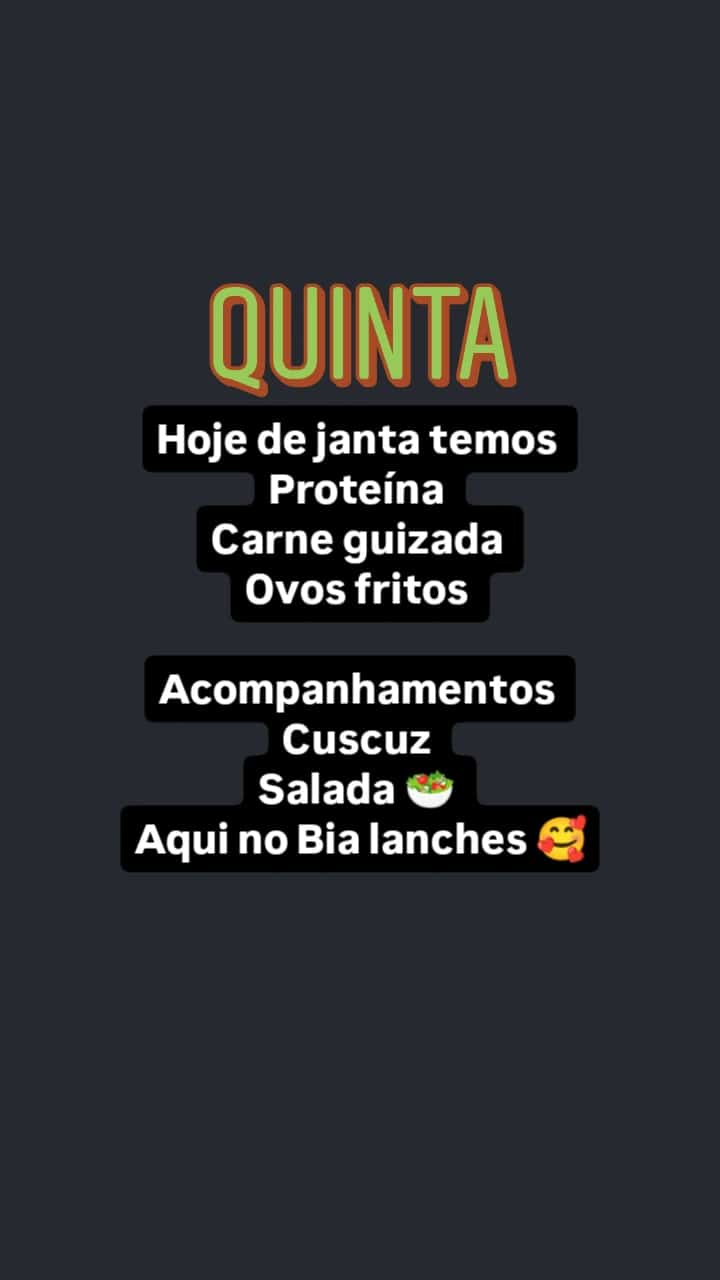 QUINTA
Hoje de janta temos
Proteína
Carne guizada
Ovos fritos
Acompanhamentos
Cuscuz
Salada 🥗
Aqui no Bia lanches 🥰